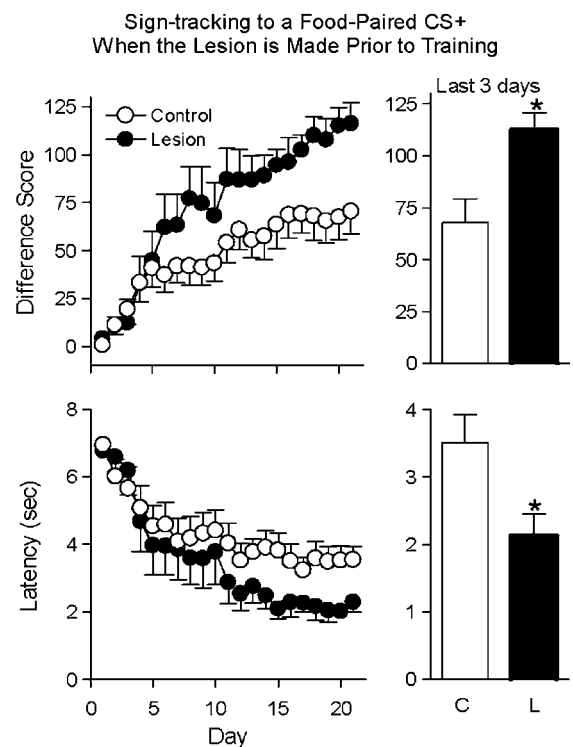 Sign-tracking to a Food-Paired CS+
When the Lesion is Made Prior to Training
Last 3 days
Control
Lesion
Difference Score
125
100
75
50
25
0
125
100
75
50
25
0
*
Latency (sec)
8
6
4
2
0
4
3
2
1
0
*
0 5 10 15 20
C L
Day